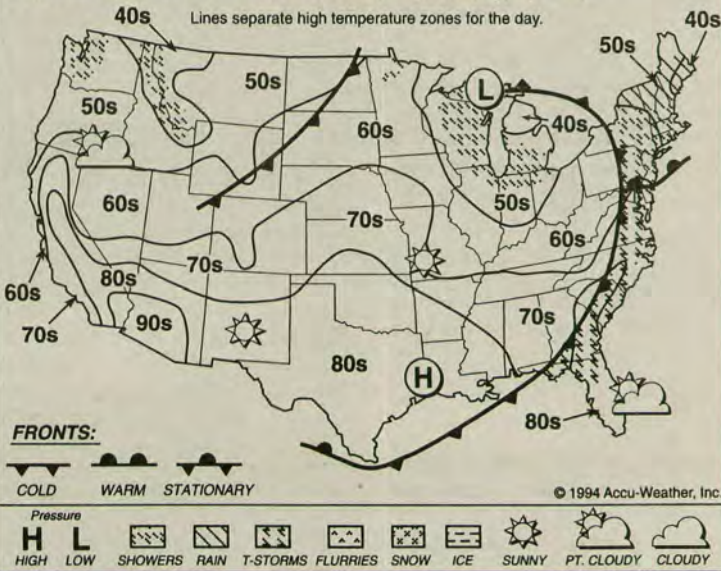 Lines separate high temperature zones for the day.
40s
40s
50s
50s
50s
60s
40s
50s
60s
70s
60s
70s
80s
60s
70s
90s
70s
80s
H
L
80s
FRONTS:
COLD WARM STATIONARY
© 1994 Accu-Weather, Inc.
Pressure
H L
HIGH LOW SHOWERS RAIN T-STORMS FLURRIES SNOW ICE SUNNY PT. CLOUDY CLOUDY